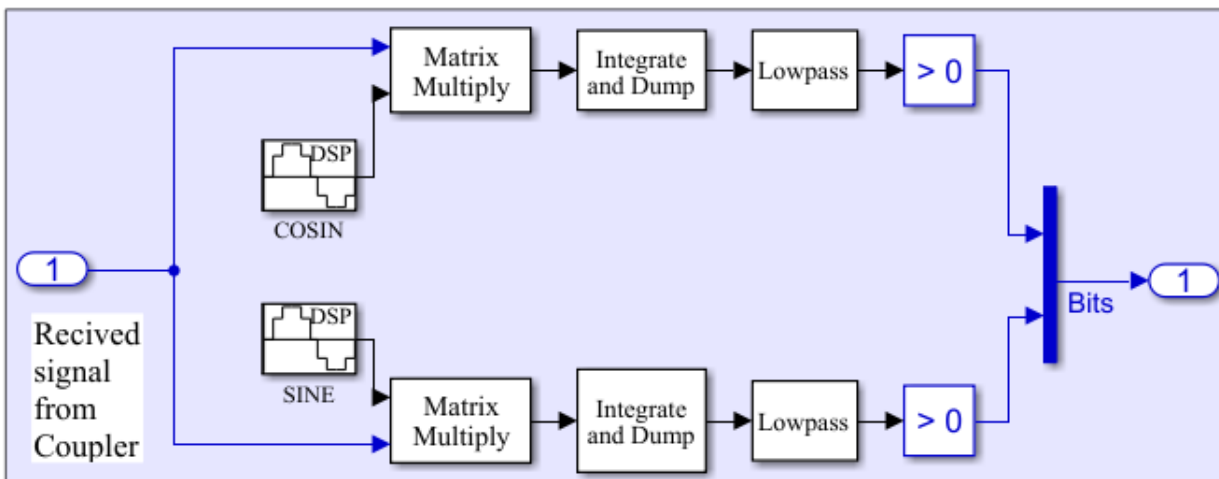 Matrix
Multiply
Integrate
and Dump
Lowpass
> 0
DSP
COSIN
1
Recived
signal
from
Coupler
DSP
SINE
Matrix
Multiply
Integrate
and Dump
Lowpass
> 0
Bits
1